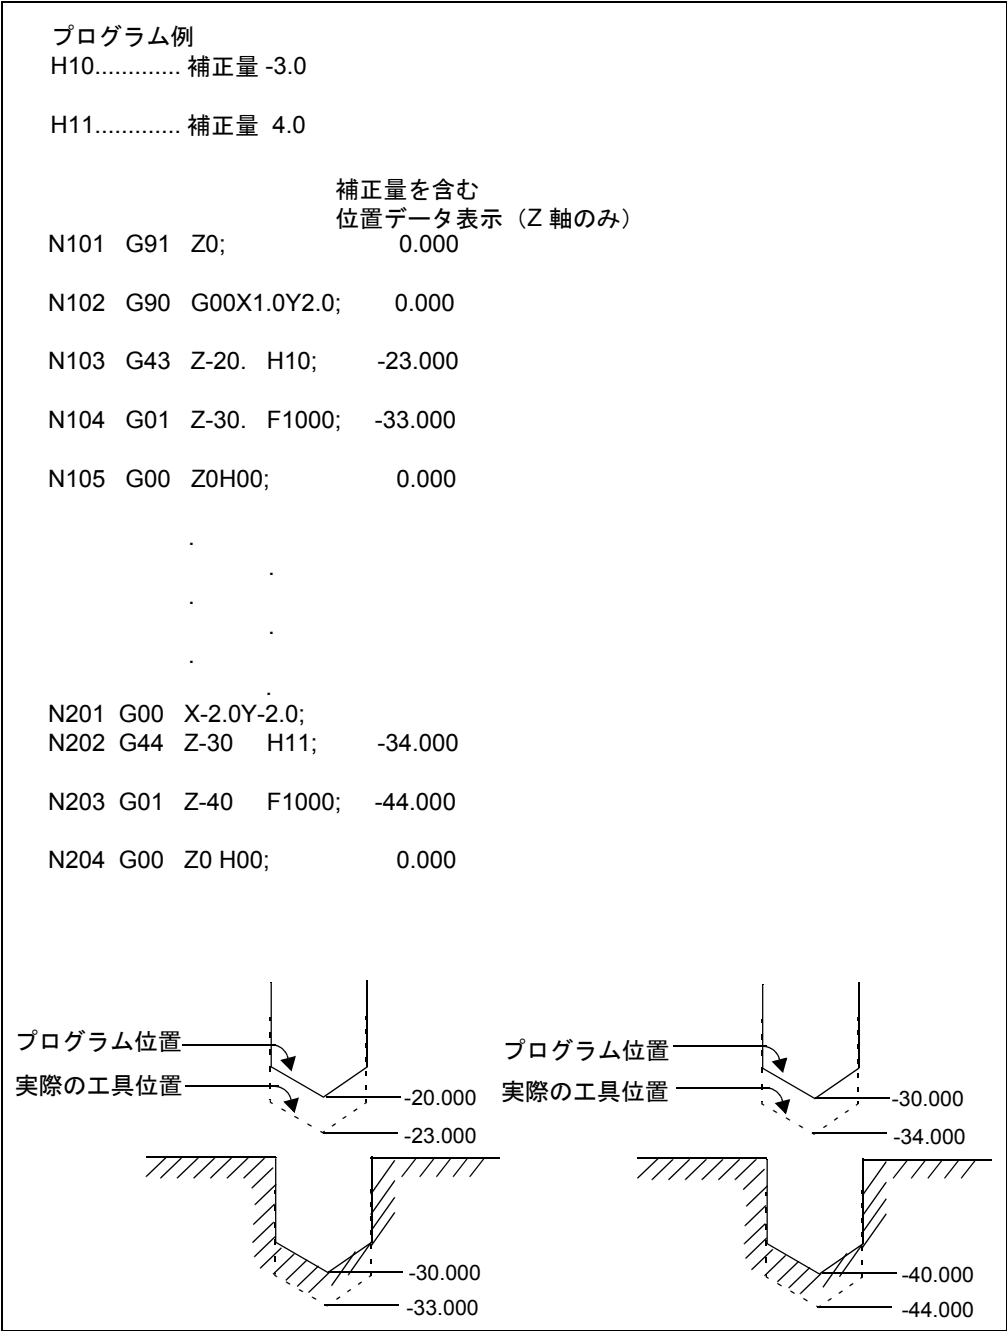 プログラム例
H10............. 補正量 -3.0
H11............. 補正量 4.0
補正量を含む
位置データ表示（Z 軸のみ）
N101 G91 Z0; 0.000
N102 G90 G00X1.0Y2.0; 0.000
N103 G43 Z-20. H10; -23.000
N104 G01 Z-30. F1000; -33.000
N105 G00 Z0H00; 0.000
.
.
.
.
.
.
N201 G00 X-2.0Y-2.0;
N202 G44 Z-30 H11; -34.000
N203 G01 Z-40 F1000; -44.000
N204 G00 Z0 H00; 0.000
プログラム位置
実際の工具位置
-20.000
-23.000
-30.000
-33.000
プログラム位置
実際の工具位置
-30.000
-34.000
-40.000
-44.000